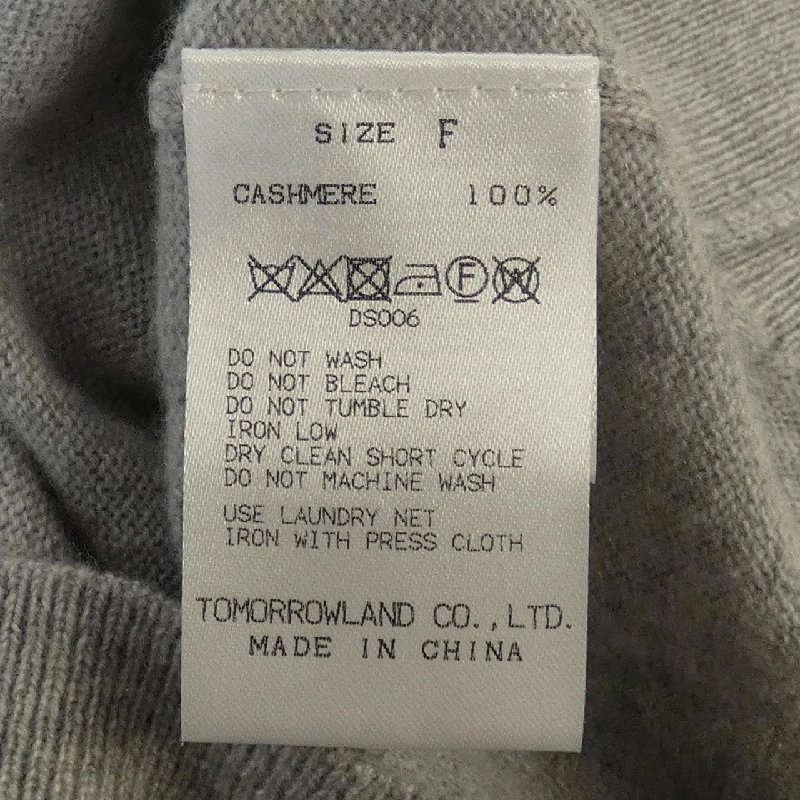 SIZE F
CASHMERE 100%
F W
DS006
DO NOT WASH
DO NOT BLEACH
DO NOT TUMBLE DRY
IRON LOW
DRY CLEAN SHORT CYCLE
DO NOT MACHINE WASH
USE LAUNDRY NET
IRON WITH PRESS CLOTH
TOMORROWLAND CO.,LTD.
MADE IN CHINA